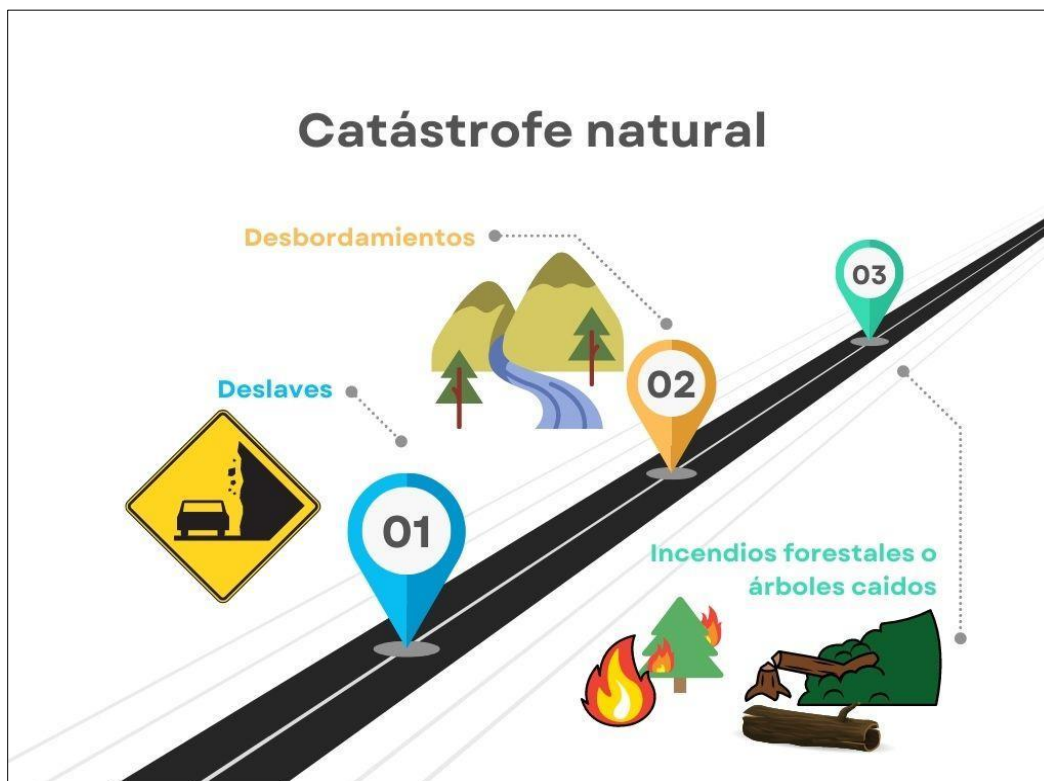 Catástrofe natural
Desbordamientos
03
Deslaves
02
01
Incendios forestales o
árboles caidos